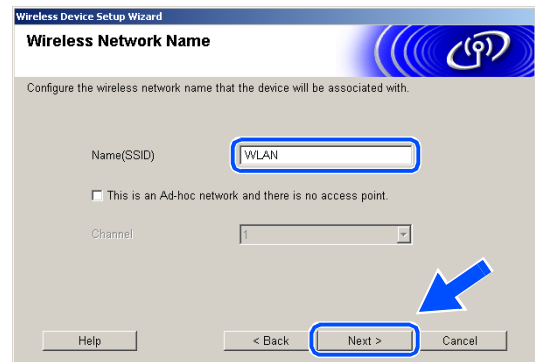 Wireless Device Setup Wizard
Wireless Network Name
Configure the wireless network name that the device will be associated with.
Name(SSID)
WLAN
This is an Ad-hoc network and there is no access point.
Channel
1
Help
< Back
Next >
Cancel